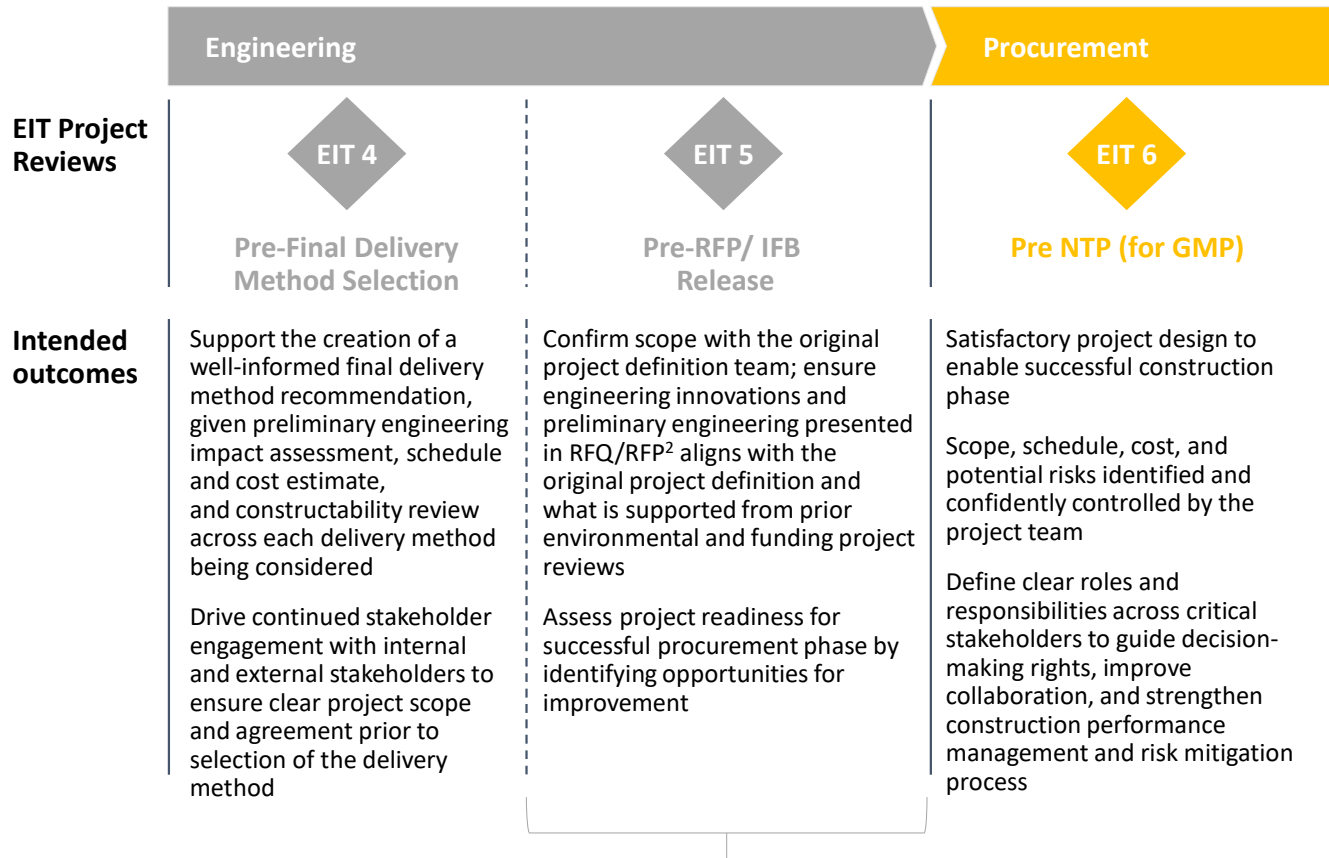 Engineering
Procurement
EIT Project
Reviews
EIT 4
EIT 5
EIT 6
Pre-Final Delivery
Method Selection
Pre-RFP/ IFB
Release
Pre NTP (for GMP)
Intended
outcomes
Support the creation of a
well-informed final delivery
method recommendation,
given preliminary engineering
impact assessment, schedule
and cost estimate,
and constructability review
across each delivery method
being considered
Drive continued stakeholder
engagement with internal
and external stakeholders to
ensure clear project scope
and agreement prior to
selection of the delivery
method
Confirm scope with the original
project definition team; ensure
engineering innovations and
preliminary engineering presented
in RFQ/RFP² aligns with the
original project definition and
what is supported from prior
environmental and funding project
reviews
Assess project readiness for
successful procurement phase by
identifying opportunities for
improvement
Satisfactory project design to
enable successful construction
phase
Scope, schedule, cost, and
potential risks identified and
confidently controlled by the
project team
Define clear roles and
responsibilities across critical
stakeholders to guide decision-
making rights, improve
collaboration, and strengthen
construction performance
management and risk mitigation
process